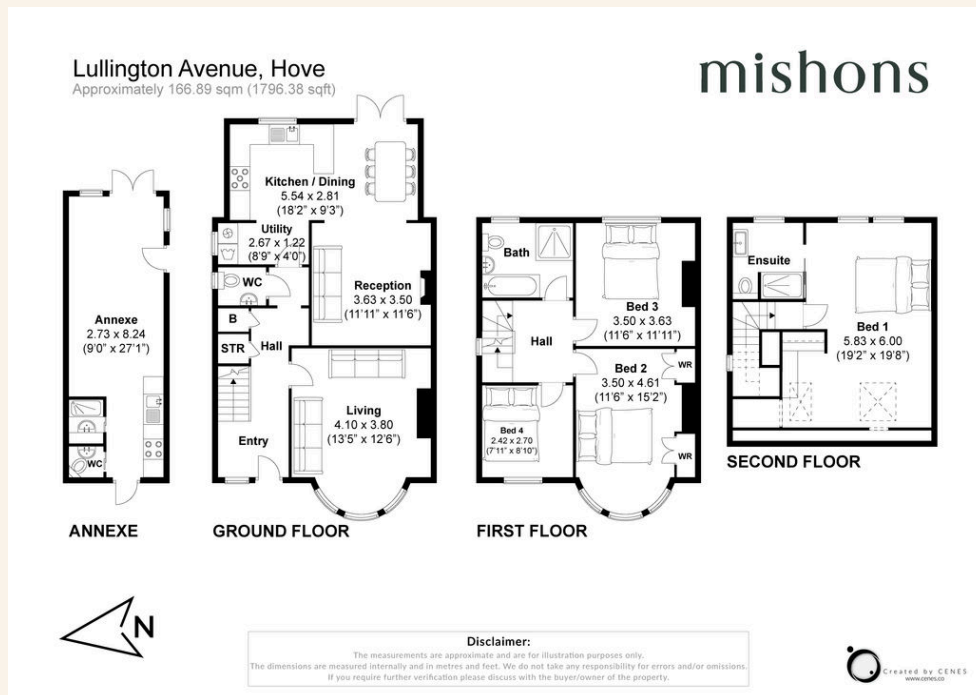 Lullington Avenue, Hove
Approximately 166.89 sqm (1796.38 sqft)
mishons
Annexe
2.73 x 8.24
(9'0" x 27'1")
WC
ANNEXE
Kitchen / Dining
5.54 x 2.81
(18'2" x 9'3")
Utility
2.67 x 1.22
(8'9" x 4'0")
WC
Reception
3.63 x 3.50
(11'11" x 11'6")
B
STR
Hall
Living
4.10 x 3.80
(13'5" x 12'6")
Entry
GROUND FLOOR
Bath
Bed 3
3.50 x 3.63
(11'6" x 11'11")
Hall
Bed 2
3.50 x 4.61
(11'6" x 15'2")
WR
Bed 4
2.42 x 2.70
(7'11" x 8'10")
WR
FIRST FLOOR
Ensuite
Bed 1
5.83 x 6.00
(19'2" x 19'8")
SECOND FLOOR
N
Disclaimer:
The measurements are approximate and are for illustration purposes only.
The dimensions are measured internally and in metres and feet. We do not take any responsibility for errors and/or omissions.
If you require further verification please discuss with the buyer/owner of the property.
Created by CENES
www.cenes.co